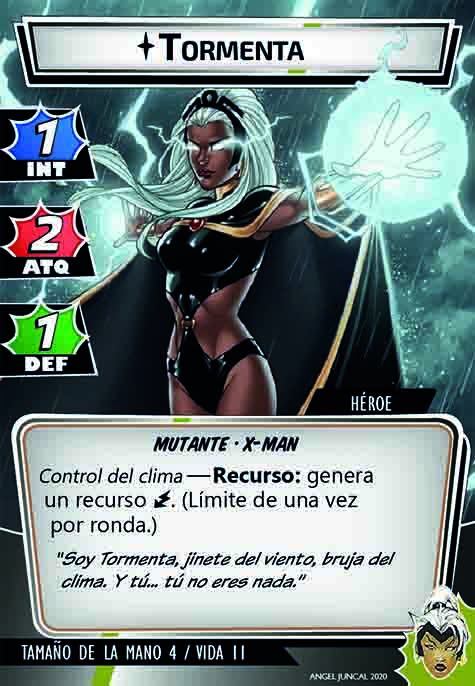 TORMENTA
1
INT
2
ATQ
1
DEF
HÉROE
MUTANTE · X-MAN
Control del clima —Recurso: genera
un recurso . (Límite de una vez
por ronda.)
"Soy Tormenta, jinete del viento, bruja del
clima. Y tú... tú no eres nada."
TAMAÑO DE LA MANO 4 / VIDA 11
ANGEL JUNCAL 2020